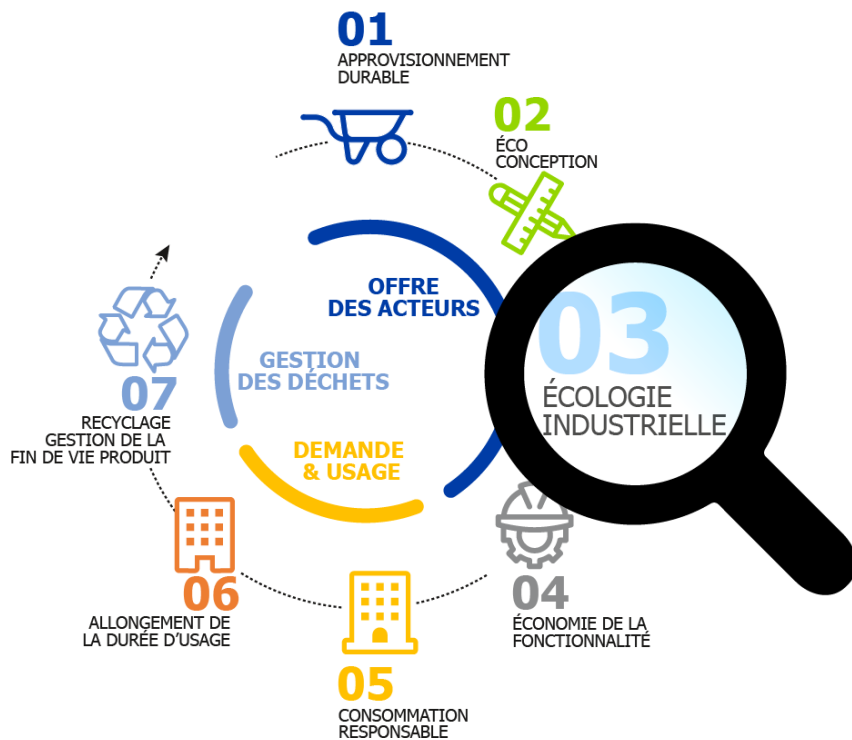 01
APPROVISIONNEMENT
DURABLE
02
ÉCO
CONCEPTION
OFFRE
DES ACTEURS
03
ÉCOLOGIE
INDUSTRIELLE
GESTION
DES DÉCHETS
07
RECYCLAGE
GESTION DE LA
FIN DE VIE PRODUIT
DEMANDE
& USAGE
04
ÉCONOMIE DE LA
FONCTIONNALITÉ
06
ALLONGEMENT DE
LA DURÉE D'USAGE
05
CONSOMMATION
RESPONSABLE